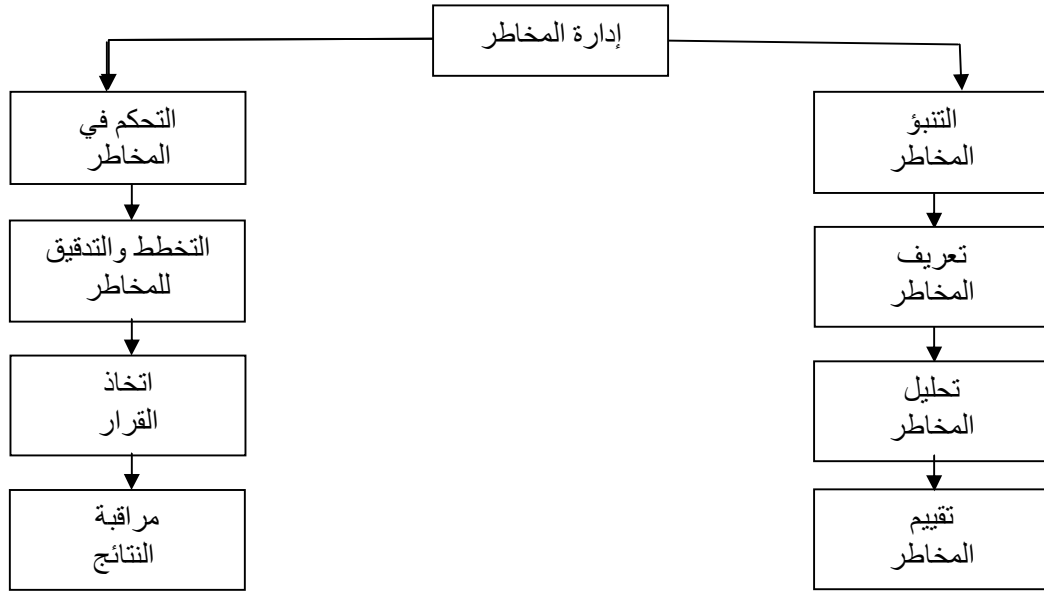 إدارة المخاطر
التنبؤ
المخاطر
تعريف
المخاطر
تحليل
المخاطر
تقييم
المخاطر
التحكم في
المخاطر
التخطط والتدقيق
للمخاطر
اتخاذ
القرار
مراقبة
النتائج